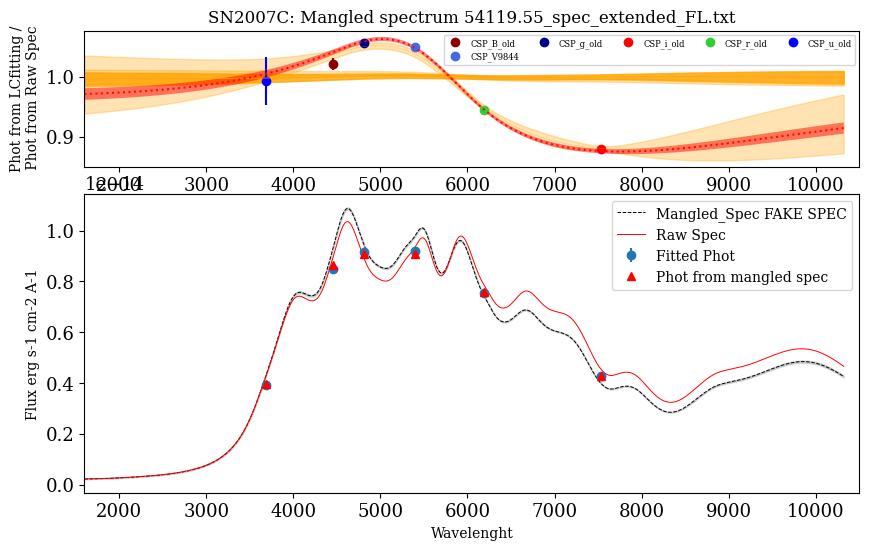 SN2007C: Mangled spectrum 54119.55_spec_extended_FL.txt
Phot from LCfitting /
Phot from Raw Spec
1.0
0.9
CSP_B_old
CSP_g_old
CSP_i_old
CSP_r_old
CSP_u_old
CSP_V9844
2000 3000 4000 5000 6000 7000 8000 9000 10000
1e−14
Flux erg s-1 cm-2 A-1
1.0
0.8
0.6
0.4
0.2
0.0
Mangled_Spec FAKE SPEC
Raw Spec
Fitted Phot
Phot from mangled spec
2000 3000 4000 5000 6000 7000 8000 9000 10000
Wavelenght